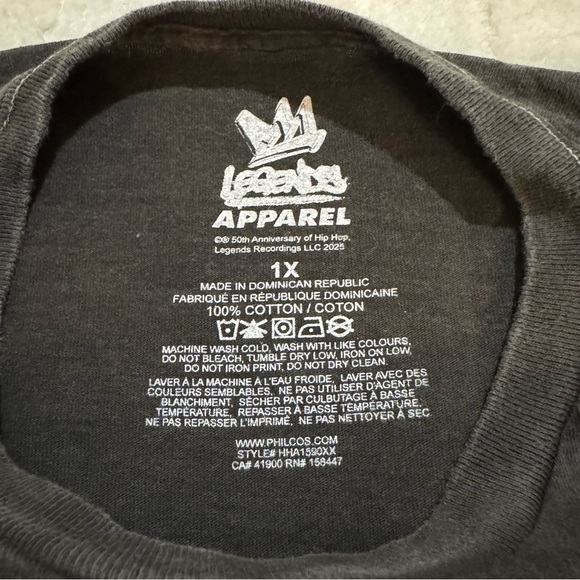 LEGENDS
APPAREL
©® 50th Anniversary of Hip Hop,
Legends Recordings LLC 2025
1X
MADE IN DOMINICAN REPUBLIC
FABRIQUÉ EN RÉPUBLIQUE DOMINICAINE
100% COTTON / COTON
MACHINE WASH COLD, WASH WITH LIKE COLOURS,
DO NOT BLEACH, TUMBLE DRY LOW, IRON ON LOW,
DO NOT IRON PRINT, DO NOT DRY CLEAN.
LAVER À LA MACHINE À L'EAU FROIDE, LAVER AVEC DES
COULEURS SEMBLABLES, NE PAS UTILISER D'AGENT DE
BLANCHIMENT, SÉCHER PAR CULBUTAGE À BASSE
TEMPÉRATURE, REPASSER À BASSE TEMPÉRATURE,
NE PAS REPASSER L'IMPRIMÉ, NE PAS NETTOYER À SEC
WWW.PHILCOS.COM
STYLE# HHA1590XX
CA# 41900 RN# 158447